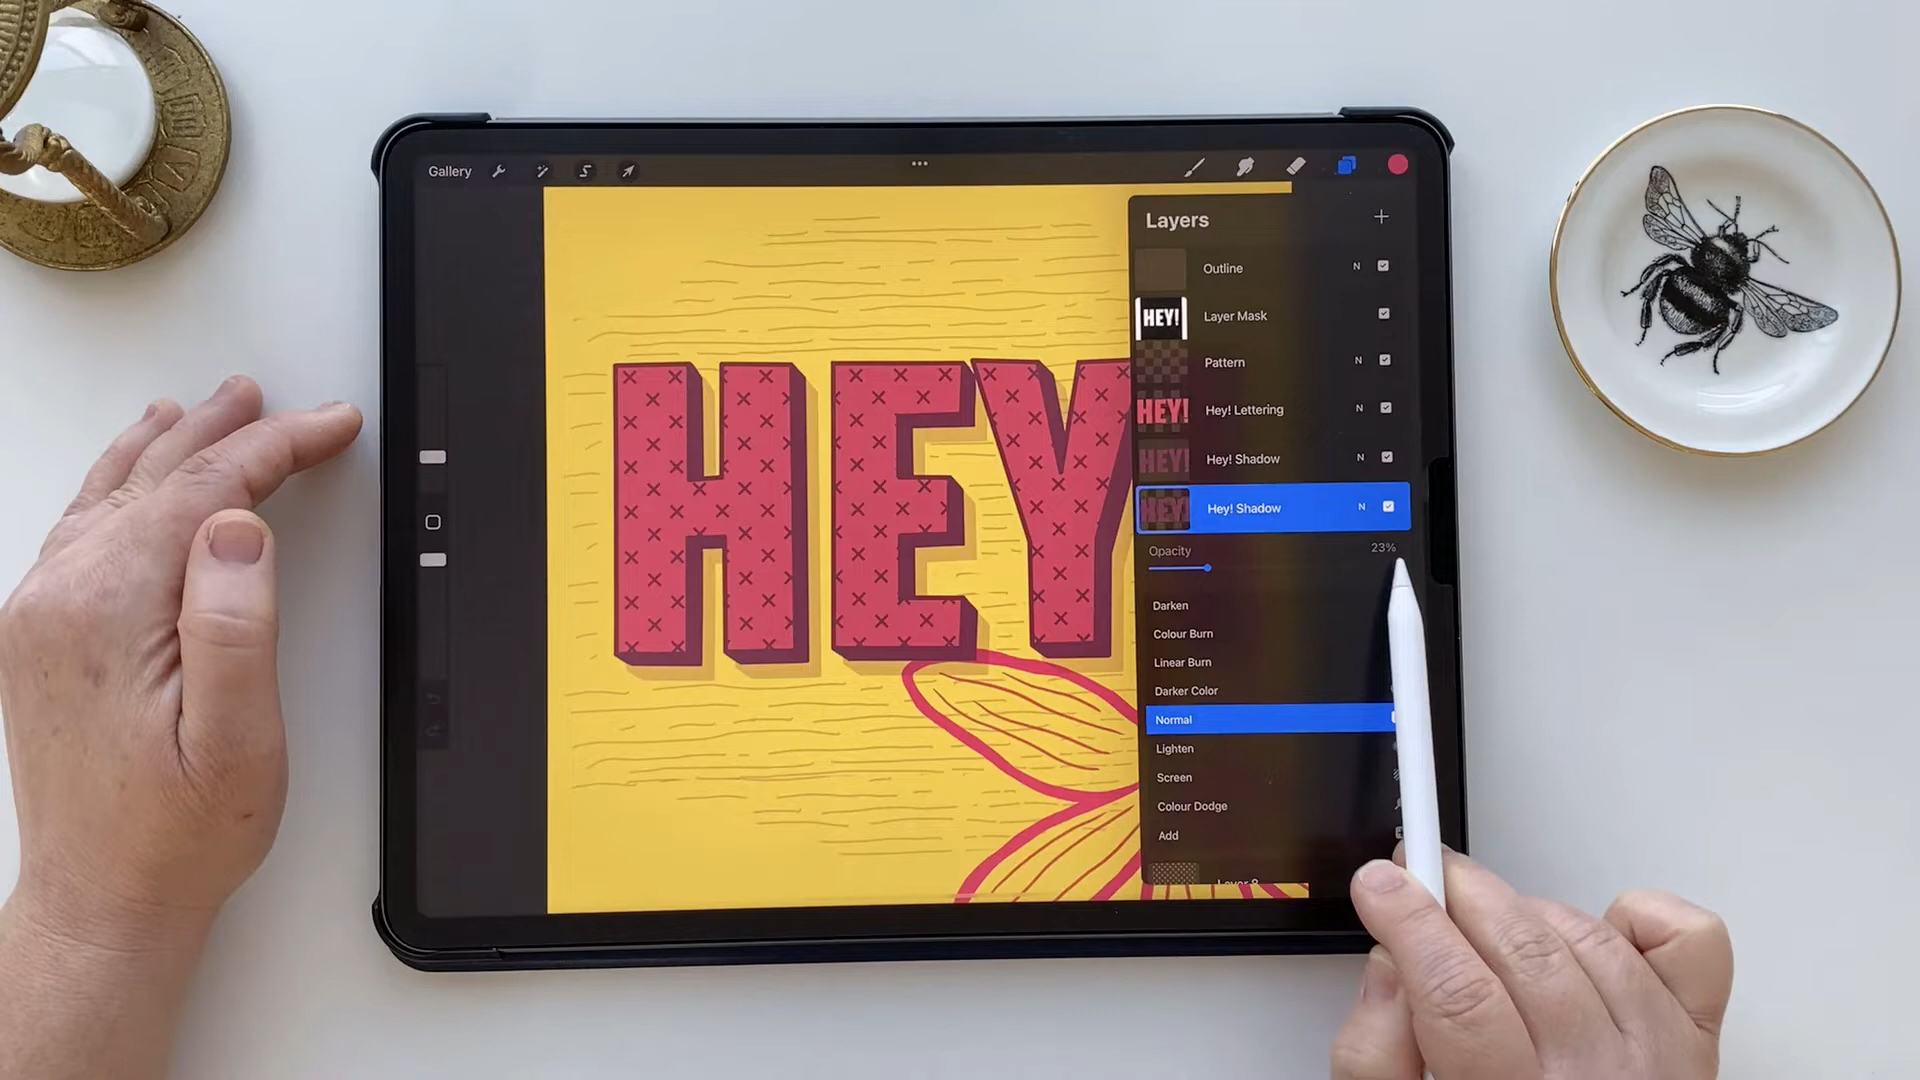 Gallery
Layers
Outline N
HEY! Layer Mask
Pattern N
HEY! Hey! Lettering N
HEY! Hey! Shadow N
HEY! Hey! Shadow N
Opacity 23%
Darken
Colour Burn
Linear Burn
Darker Color
Normal
Lighten
Screen
Colour Dodge
Add
HEY